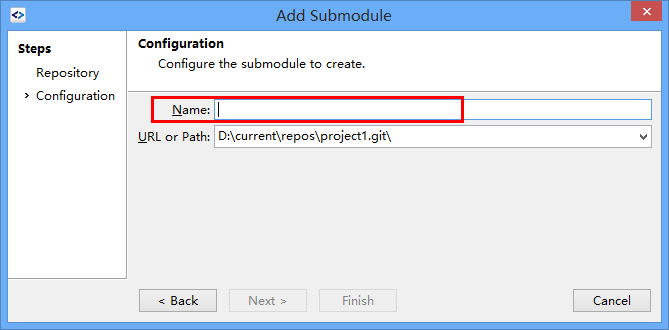 Add Submodule
Steps
Repository
› Configuration
Configuration
Configure the submodule to create.
Name:
URL or Path: D:\current\repos\project1.git\
< Back Next > Finish Cancel